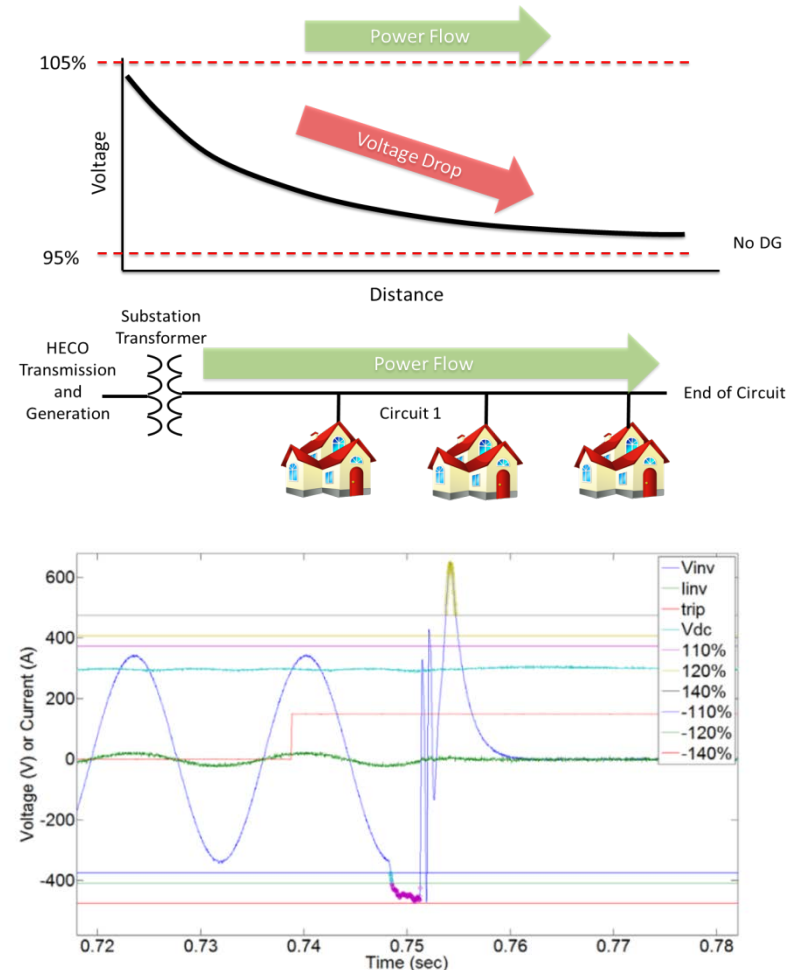 Power Flow
105%
Voltage
Voltage Drop
95%
No DG
Distance
Substation
Transformer
HECO
Transmission
and
Generation
Power Flow
End of Circuit
Circuit 1
600
400
200
0
-200
-400
Voltage (V) or Current (A)
Vinv
Iinv
trip
Vdc
110%
120%
140%
-110%
-120%
-140%
0.72 0.73 0.74 0.75 0.76 0.77 0.78
Time (sec)